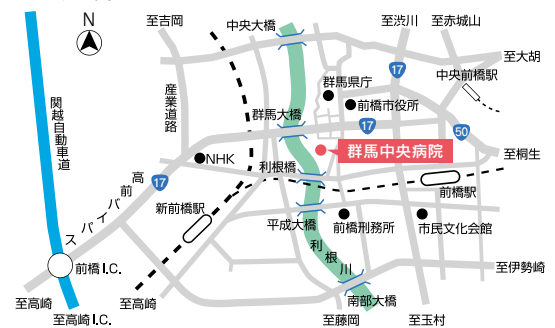 N
至吉岡
中央大橋
至渋川
至赤城山
至大胡
17
中央前橋駅
群馬県庁
前橋市役所
関越自動車道
産業道路
群馬大橋
17
50
群馬中央病院
至桐生
NHK
利根橋
高前バイパス
17
前橋駅
新前橋駅
平成大橋
前橋刑務所
市民文化会館
利根川
前橋I.C.
至伊勢崎
至高崎
至高崎
南部大橋
至高崎I.C.
至藤岡
至玉村